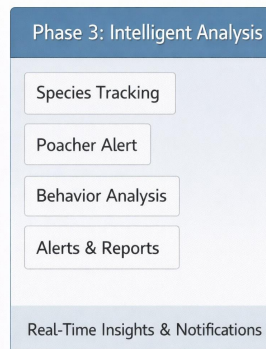 Phase 3: Intelligent Analysis
Species Tracking
Poacher Alert
Behavior Analysis
Alerts & Reports
Real-Time Insights & Notifications